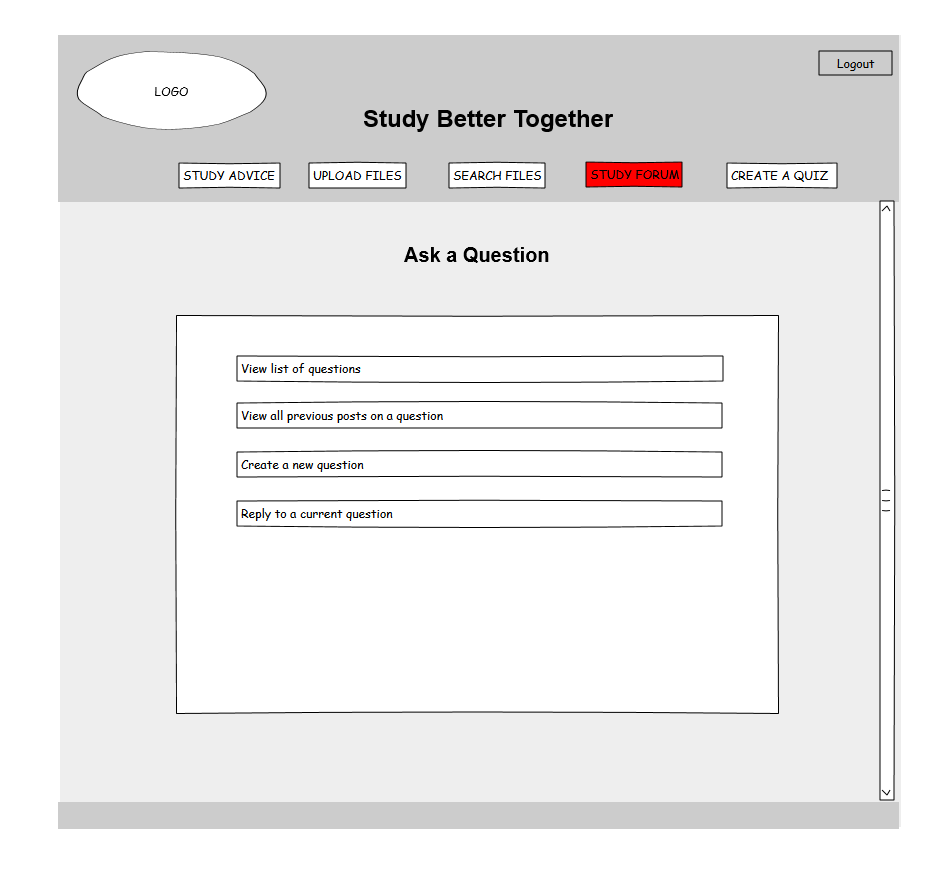 Logout
LOGO
Study Better Together
STUDY ADVICE
UPLOAD FILES
SEARCH FILES
STUDY FORUM
CREATE A QUIZ
Ask a Question
View list of questions
View all previous posts on a question
Create a new question
Reply to a current question